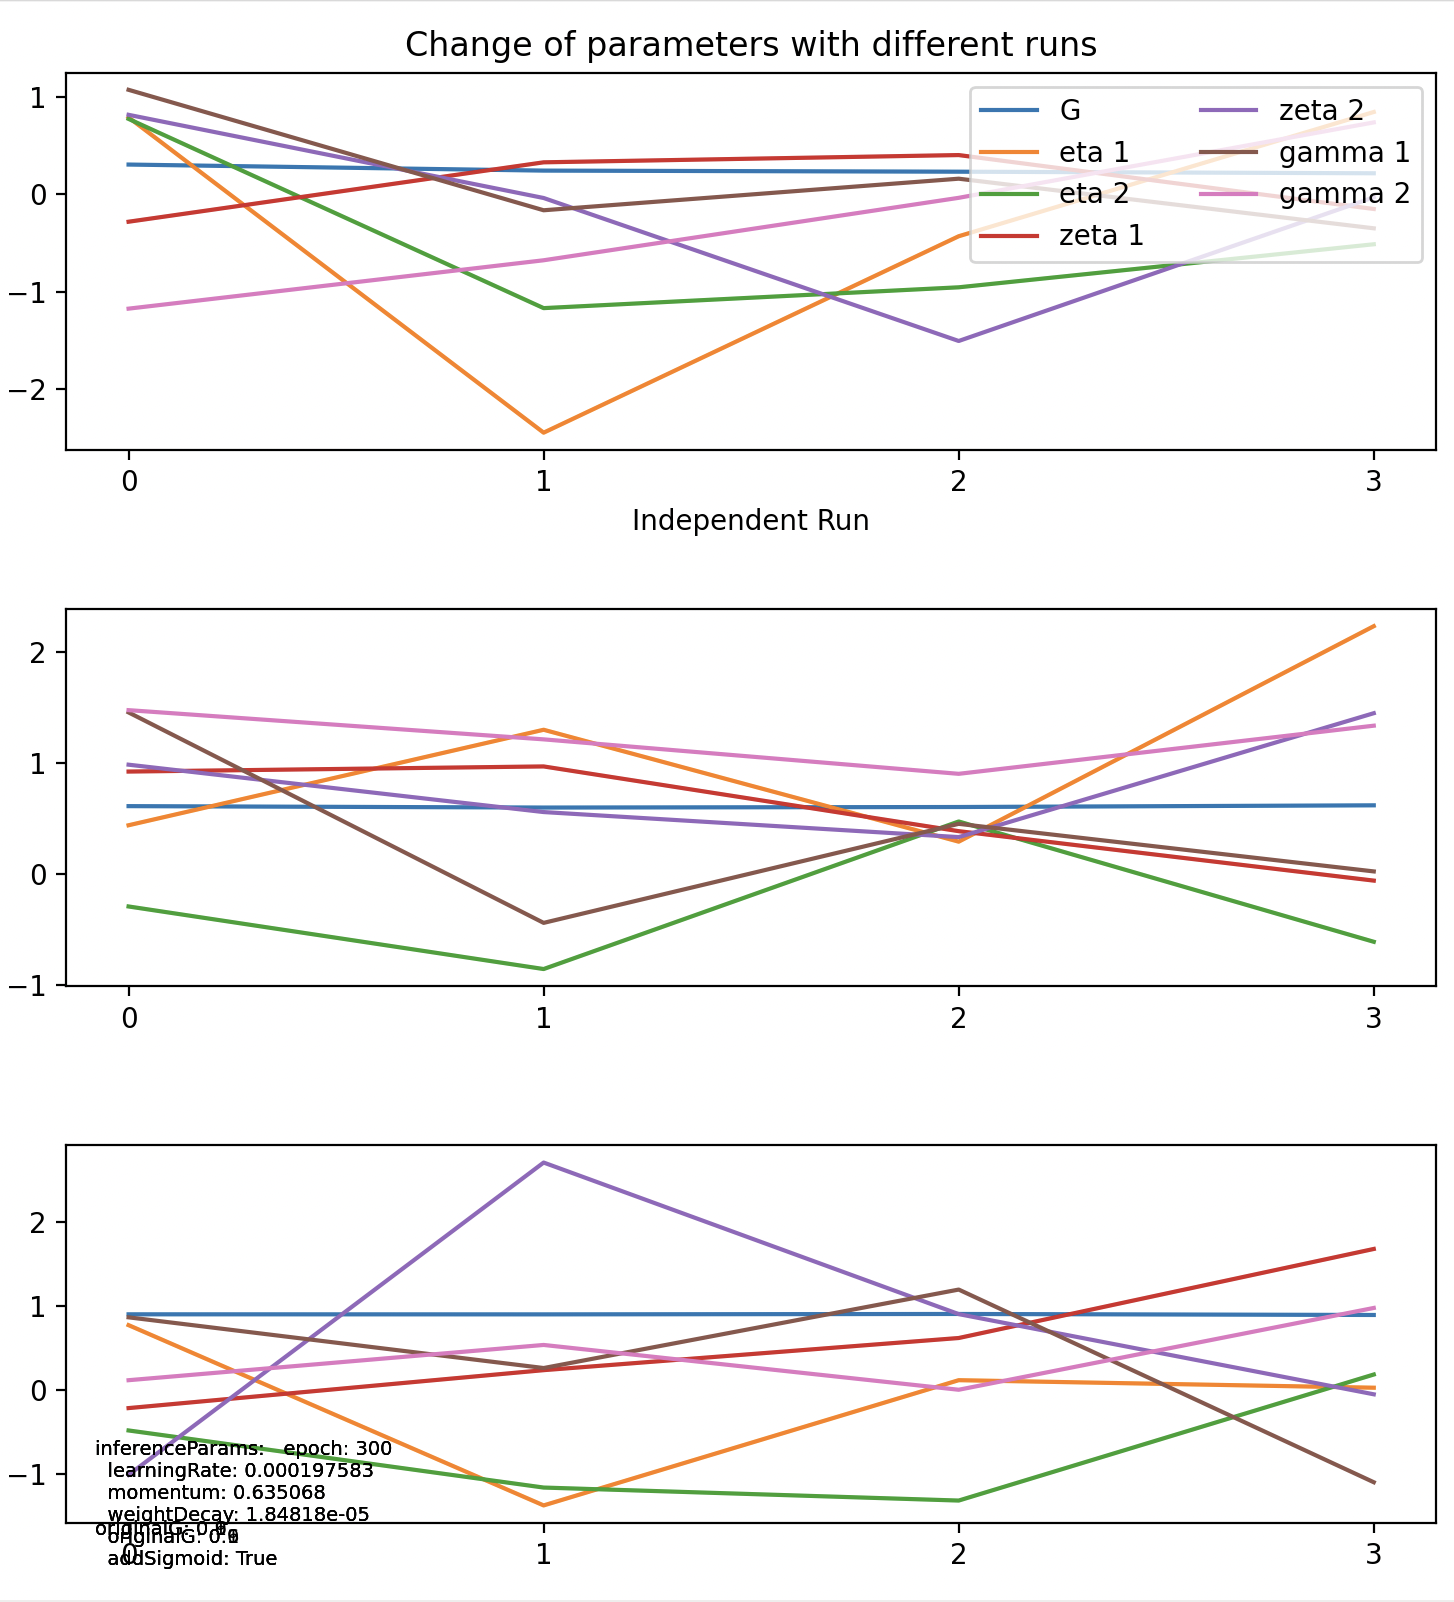 Change of parameters with different runs
1
0
−1
−2
G
eta 1
eta 2
zeta 1
zeta 2
gamma 1
gamma 2
0 1 2 3
Independent Run
2
1
0
−1
0 1 2 3
2
1
0
−1
inferenceParams: epoch: 300
learningRate: 0.000197583
momentum: 0.635068
weightDecay: 1.84818e-05
originalG:
originalG:
addSigmoid: True
0 1 2 3